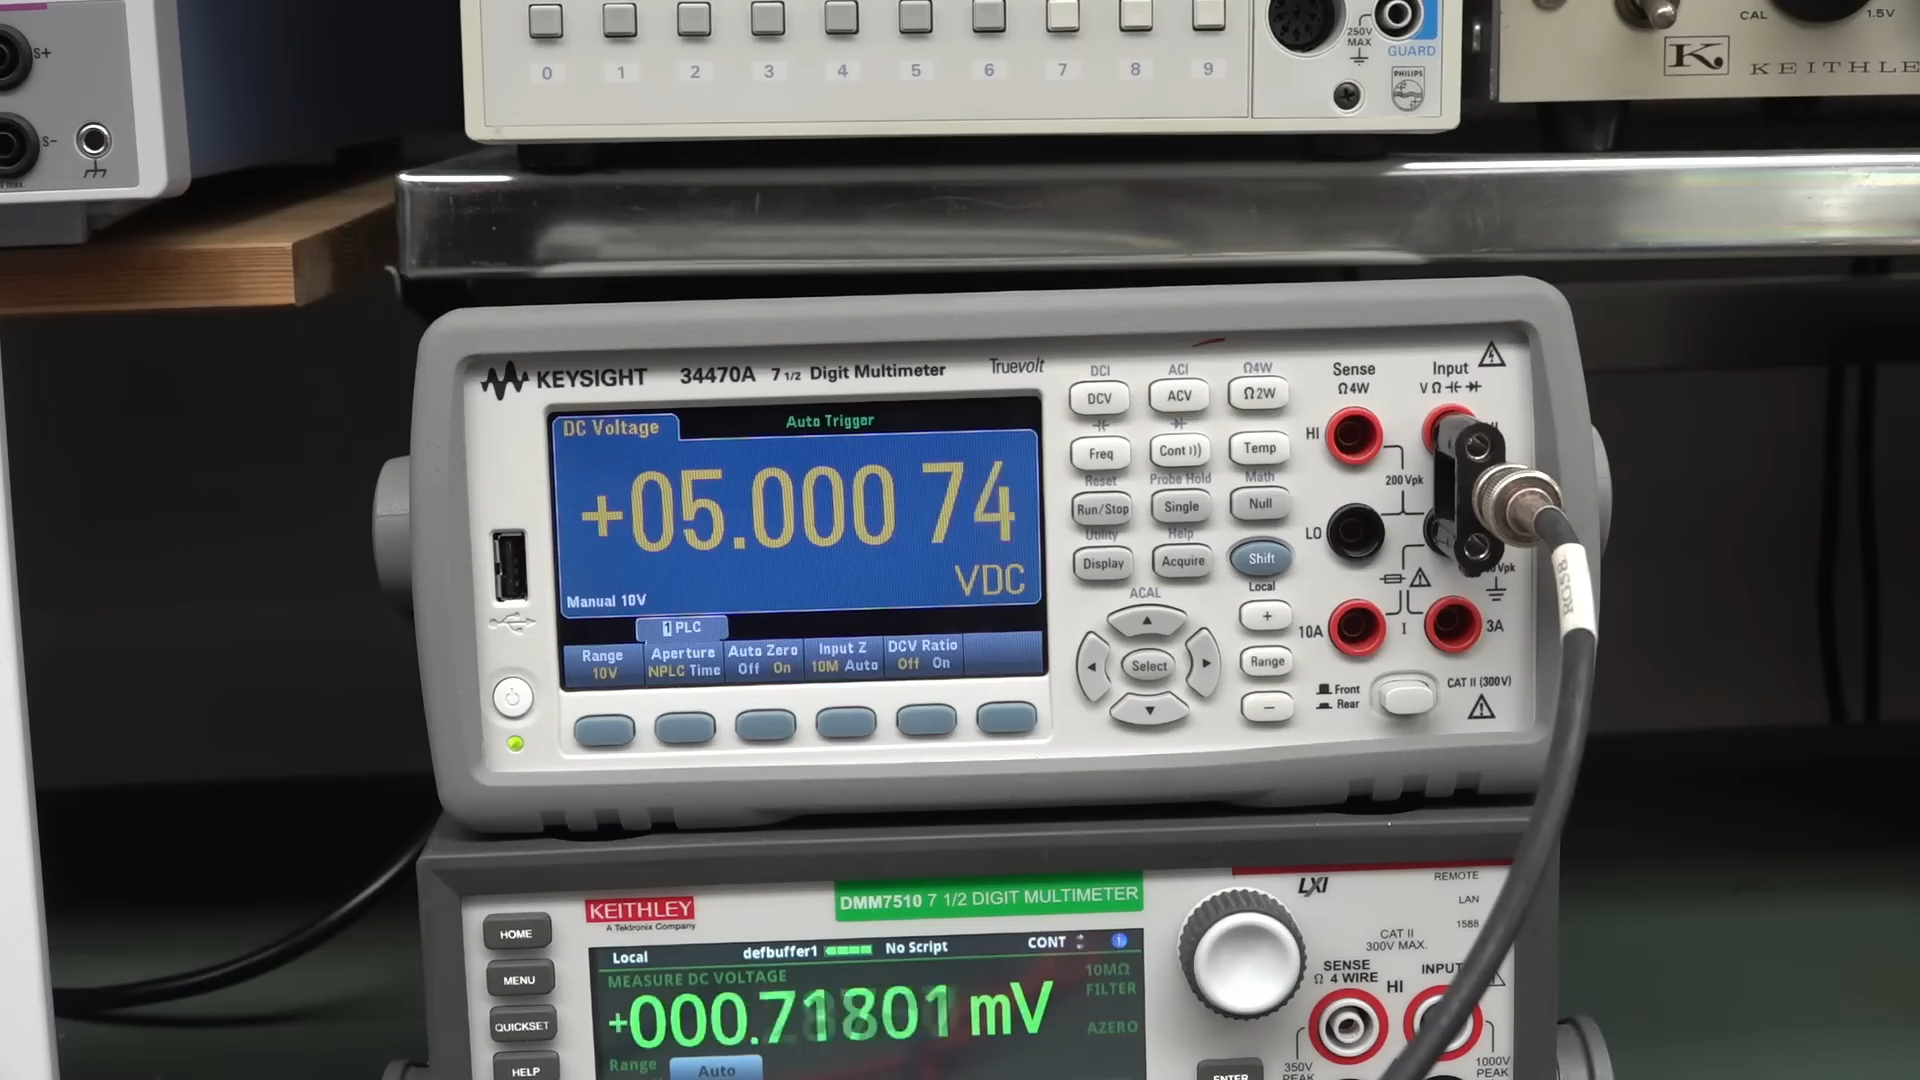 S+
S-
0 1 2 3 4 5 6 7 8 9
250V
MAX
GUARD
PHILIPS
CAL
1.5V
K
KEITHLE
KEYSIGHT 34470A 7 1/2 Digit Multimeter Truevolt
DC Voltage
Auto Trigger
+05.000 74
VDC
Manual 10V
1 PLC
Range
10V
Aperture
NPLC Time
Auto Zero
Off On
Input Z
10M Auto
DCV Ratio
Off On
DCI ACI Ω4W
DCV ACV Ω2W
Freq Cont Temp
Reset Probe Hold Math
Run/Stop Single Null
Utility Help
Display Acquire Shift
Local
ACAL
Select
+
Range
−
Sense
Ω4W
Input
V Ω
HI
200Vpk
LO
10A
I
3A
Front
Rear
CAT II (300V)
RG58
KEITHLEY
A Tektronix Company
DMM7510 7 1/2 DIGIT MULTIMETER
LXI
REMOTE
LAN
1588
HOME
MENU
QUICKSET
HELP
Local
defbuffer1
No Script
CONT
MEASURE DC VOLTAGE
+000.71801 mV
10MΩ
FILTER
AZERO
Range
Auto
CAT II
300V MAX.
SENSE
Ω 4 WIRE
INPUT
HI
350V
PEAK
1000V
PEAK
ENTER